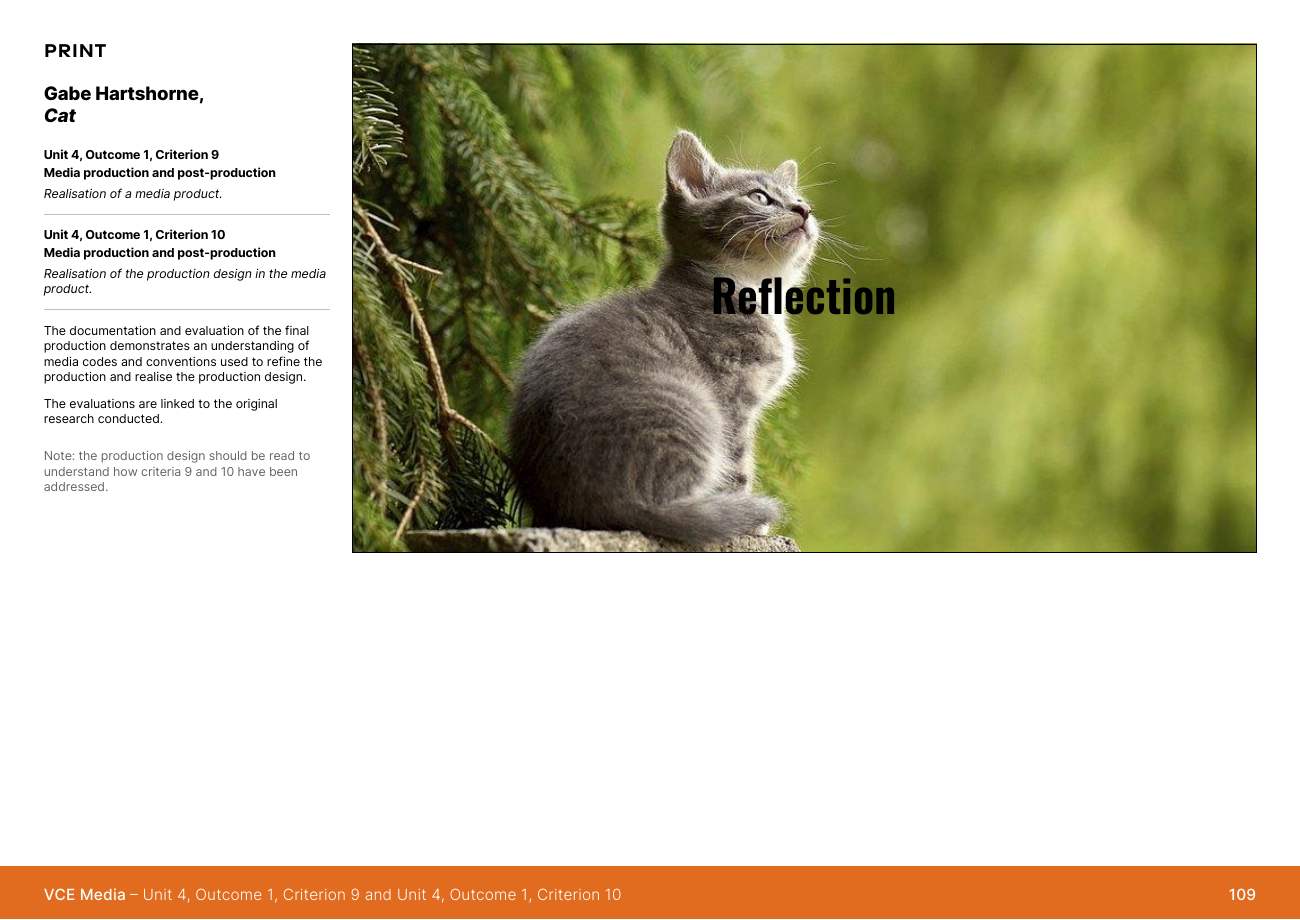 PRINT
Gabe Hartshorne,
Cat
Unit 4, Outcome 1, Criterion 9
Media production and post-production
Realisation of a media product.
Unit 4, Outcome 1, Criterion 10
Media production and post-production
Realisation of the production design in the media
product.
The documentation and evaluation of the final
production demonstrates an understanding of
media codes and conventions used to refine the
production and realise the production design.
The evaluations are linked to the original
research conducted.
Note: the production design should be read to
understand how criteria 9 and 10 have been
addressed.
Reflection
VCE Media – Unit 4, Outcome 1, Criterion 9 and Unit 4, Outcome 1, Criterion 10
109